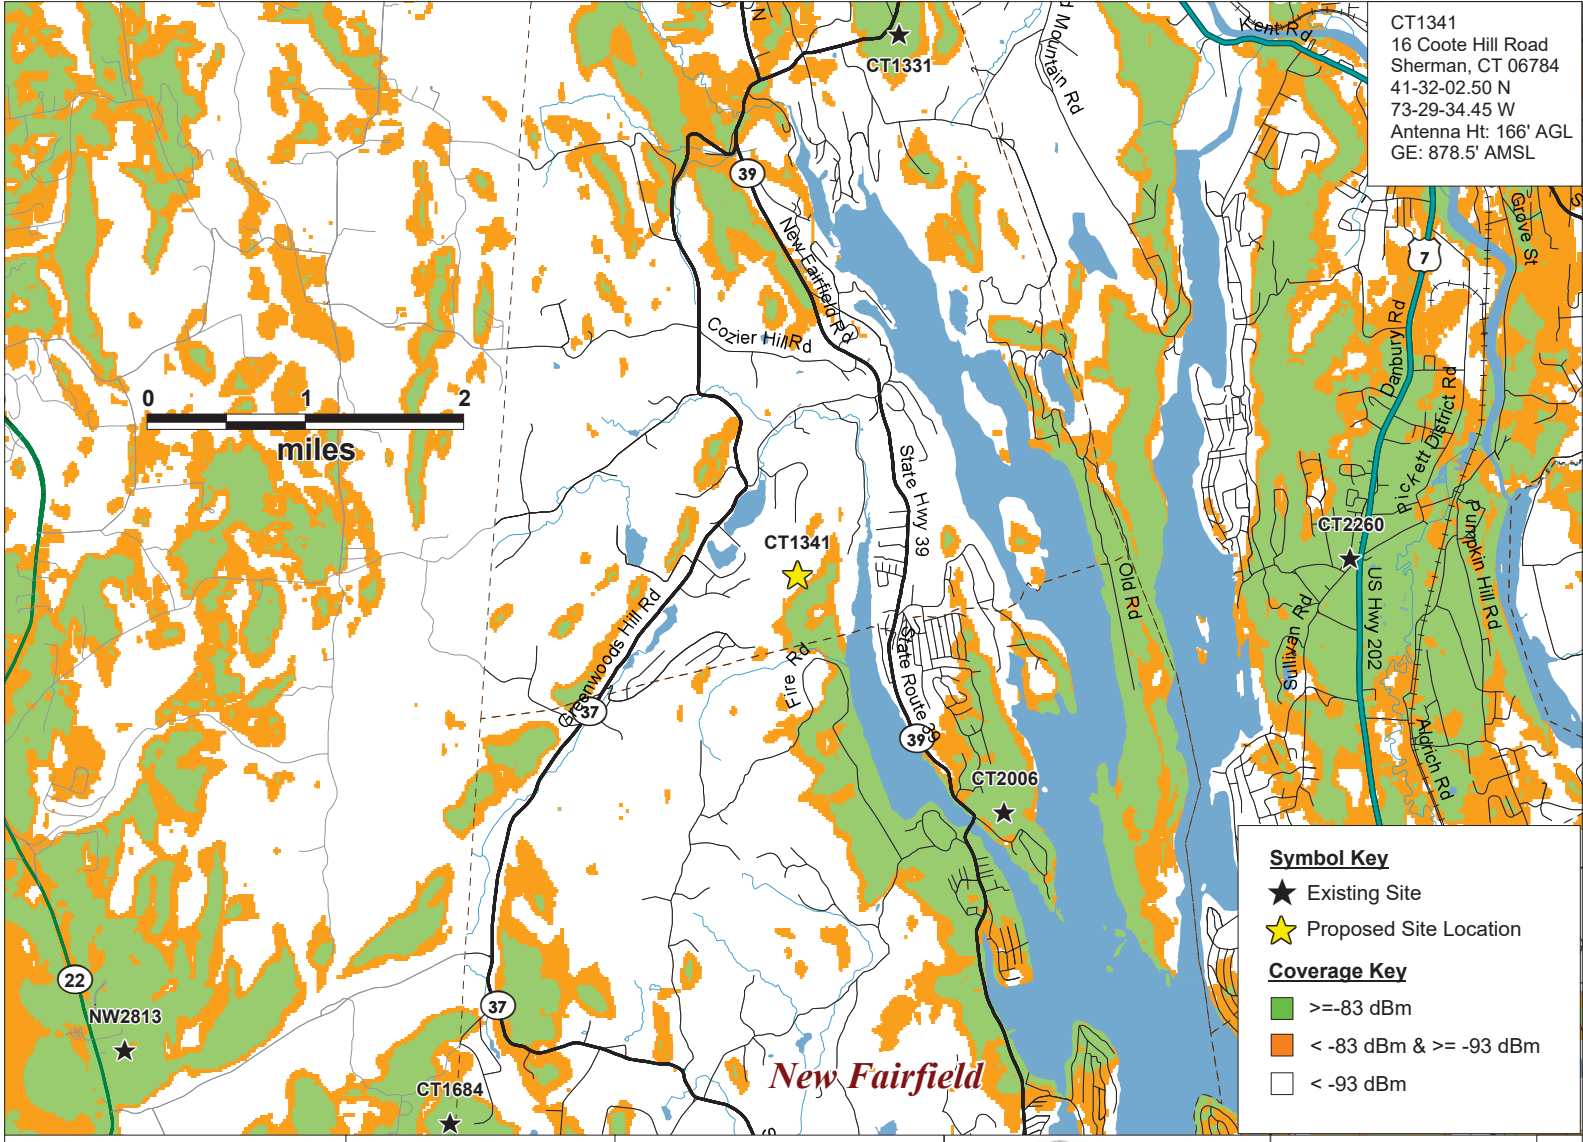 CT1341
16 Coote Hill Road
Sherman, CT 06784
41-32-02.50 N
73-29-34.45 W
Antenna Ht: 166' AGL
GE: 878.5' AMSL
N
CT1331
d Mountain Rd
Kent Rd
S
39
New Fairfield Rd
Grove St
7
Cozier Hill Rd
Danbury Rd
0 1 2
miles
Pickett District Rd
State Hwy 39
CT2260
CT1341
Pumpkin Hill Rd
Old Rd
US Hwy 202
Sullivan Rd
Greenwoods Hill Rd
Fire Rd
State Route 39
37
39
Aldrich Rd
CT2006
22
NW2813
37
CT1684
New Fairfield
S
Symbol Key
Existing Site
Proposed Site Location
Coverage Key
>=-83 dBm
< -83 dBm & >= -93 dBm
< -93 dBm